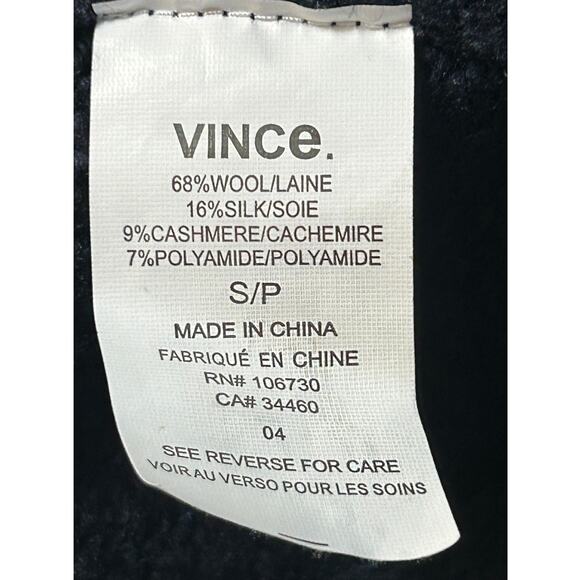 VINCe.
68%WOOL/LAINE
16%SILK/SOIE
9%CASHMERE/CACHEMIRE
7%POLYAMIDE/POLYAMIDE
S/P
MADE IN CHINA
FABRIQUÉ EN CHINE
RN# 106730
CA# 34460
04
SEE REVERSE FOR CARE
VOIR AU VERSO POUR LES SOINS